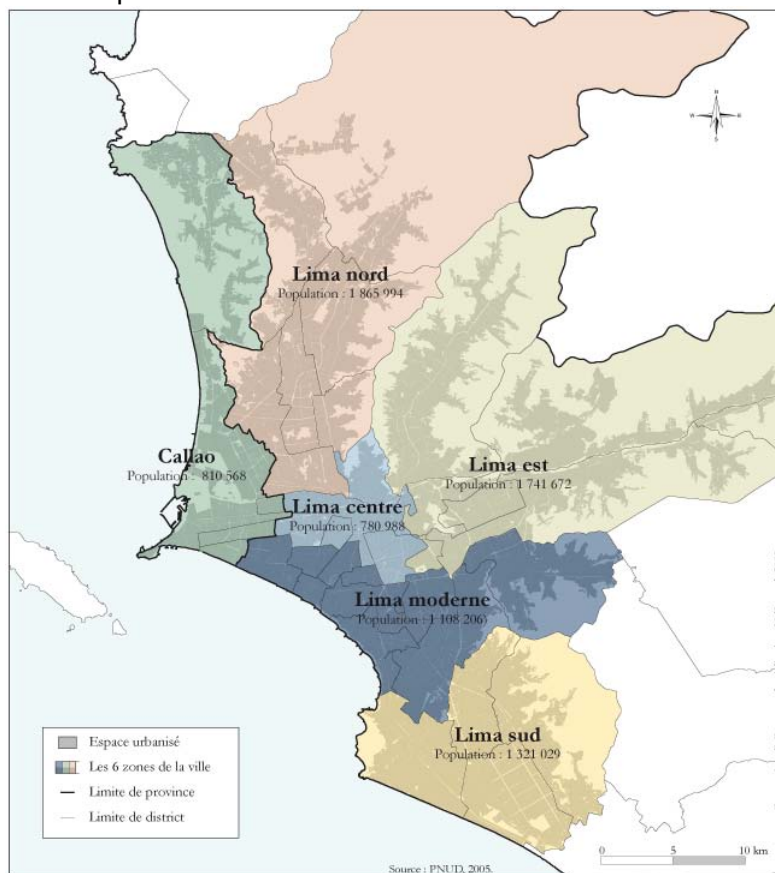 N
W
E
S
Lima nord
Population : 1 865 994
Callao
Population : 810 568
Lima est
Population : 1 741 672
Lima centre
Population : 780 988
Lima moderne
Population : 1 108 206
Lima sud
Population : 1 321 029
Espace urbanisé
Les 6 zones de la ville
Limite de province
Limite de district
0 5 10 km
Source : PNUD, 2005.